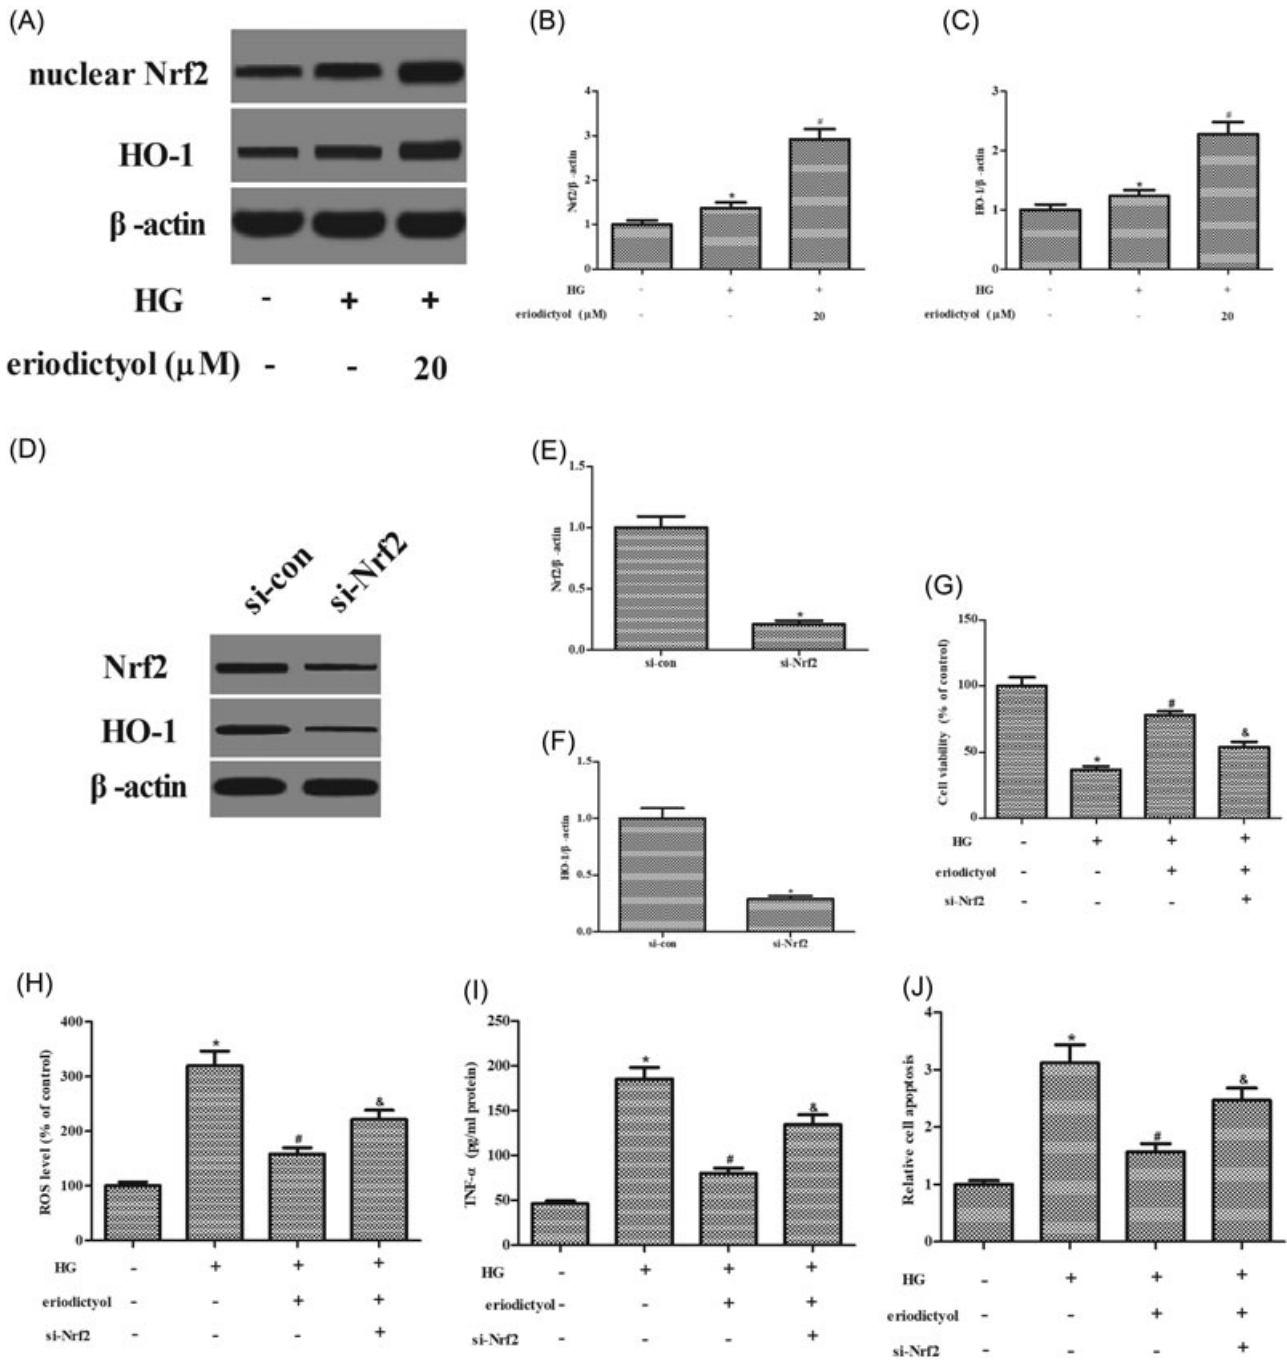 (A)
nuclear Nrf2
HO-1
β -actin
HG - + +
eriodictyol (μM) - - 20
(B)
Nrf2/β -actin
4
3
2
1
0
* #
HG - + +
eriodictyol (μM) - - 20
(C)
HO-1/β -actin
3
2
1
0
* #
HG - + +
eriodictyol (μM) - - 20
(D)
si-con si-Nrf2
Nrf2
HO-1
β -actin
(E)
Nrf2/β -actin
1.5
1.0
0.5
0.0
*
si-con si-Nrf2
(F)
HO-1/β -actin
1.5
1.0
0.5
0.0
*
si-con si-Nrf2
(G)
Cell viability (% of control)
150
100
50
0
* # &
HG - + + +
eriodictyol - - + +
si-Nrf2 - - - +
(H)
ROS level (% of control)
400
300
200
100
0
* # &
HG - + + +
eriodictyol - - + +
si-Nrf2 - - - +
(I)
TNF-α (pg/ml protein)
250
200
150
100
50
0
* # &
HG - + + +
eriodictyol - - + +
si-Nrf2 - - - +
(J)
Relative cell apoptosis
4
3
2
1
0
* # &
HG - + + +
eriodictyol - - + +
si-Nrf2 - - - +